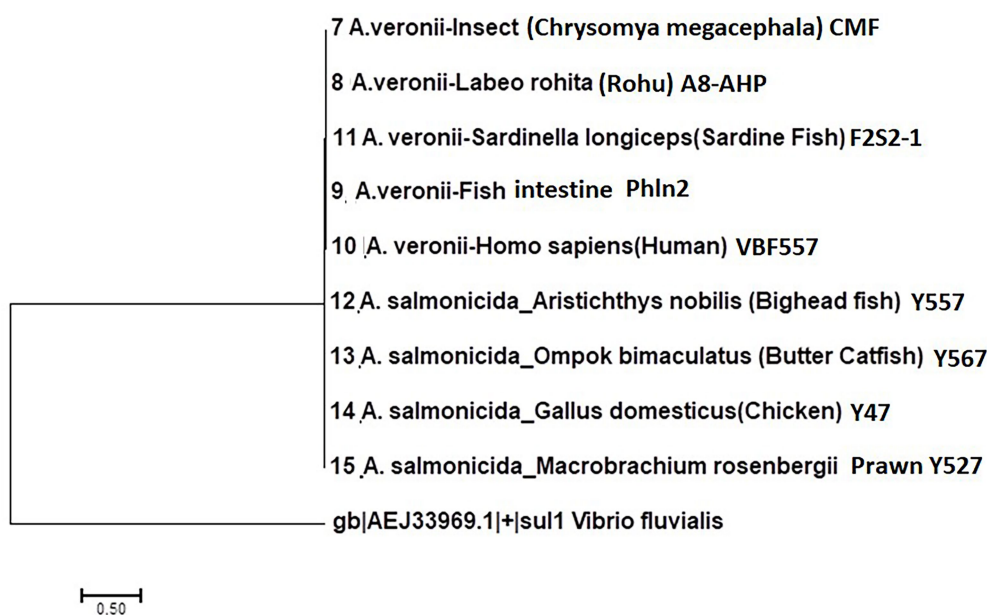 7 A.veronii-Insect (Chrysomya megacephala) CMF
8 A.veronii-Labeo rohita (Rohu) A8-AHP
11 A. veronii-Sardinella longiceps(Sardine Fish) F2S2-1
9 A.veronii-Fish intestine Phln2
10 A. veronii-Homo sapiens(Human) VBF557
12 A. salmonicida_Aristichthys nobilis (Bighead fish) Y557
13 A. salmonicida_Ompok bimaculatus (Butter Catfish) Y567
14 A. salmonicida_Gallus domesticus(Chicken) Y47
15 A. salmonicida_Macrobrachium rosenbergii Prawn Y527
gb|AEJ33969.1|+|sul1 Vibrio fluvialis
0.50